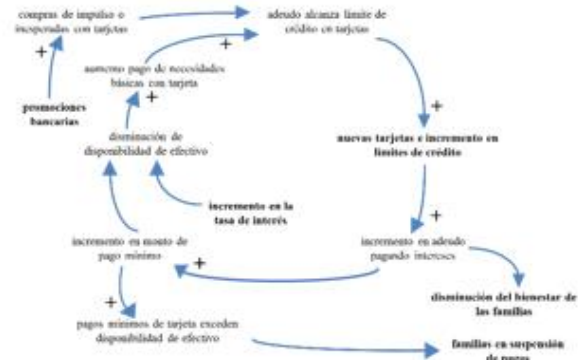 compras de impulso o
inesperadas con tarjetas
adeudo alcanza límite de
crédito en tarjetas
+
+
aumento pago de necesidades
básicas con tarjeta
+
+
promociones
bancarias
disminución de
disponibilidad de efectivo
nuevas tarjetas e incremento en
límites de crédito
incremento en la
tasa de interés
+
incremento en monto de
pago mínimo
+
incremento en adeudo
pagando intereses
+
disminución del bienestar de
las familias
pagos mínimos de tarjeta exceden
disponibilidad de efectivo
familias en suspensión
de pagos